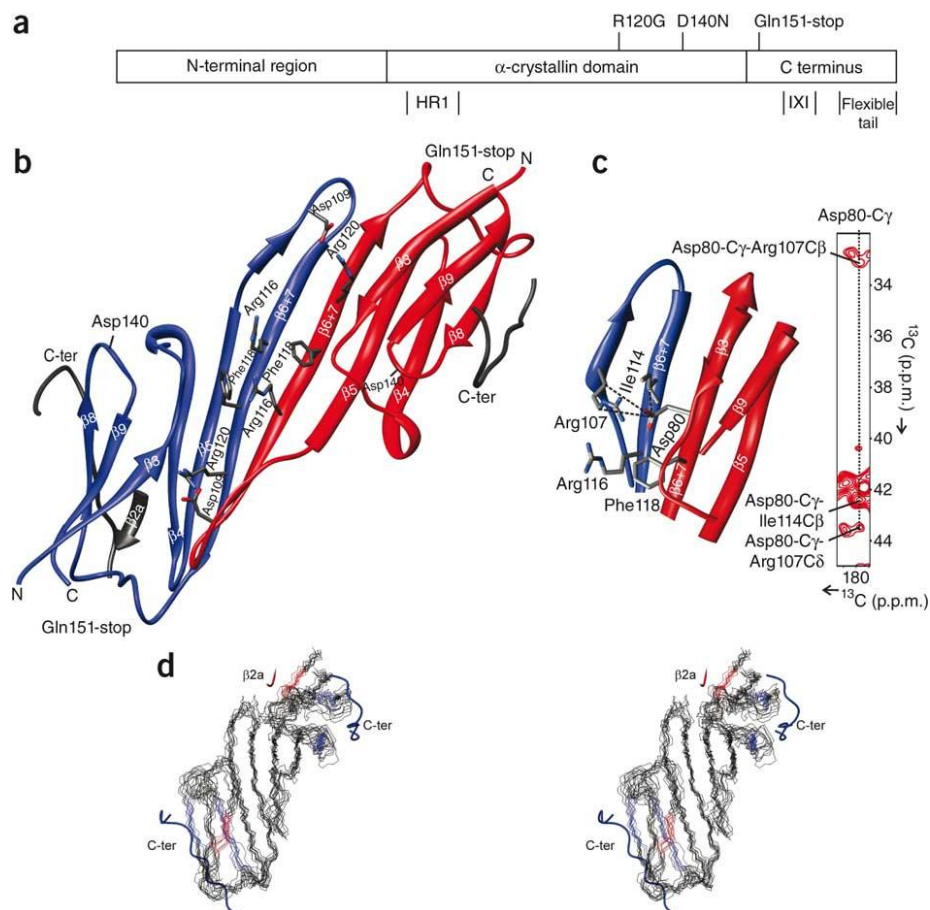 a
R120G D140N Gln151-stop
N-terminal region α-crystallin domain C terminus
HR1 IXI Flexible
tail
b
Gln151-stop N
C
Asp109
Arg120
β3
β9
Arg116
β6+7
β6+7
β8
Asp140
Phe118
Phe118
Asp140
C-ter
β5
β4
C-ter
Arg116
β8
β9
β3
β5
Arg120
Asp109
β2a
β4
N
C
Gln151-stop
c
Asp80-Cγ
Asp80-Cγ-Arg107Cβ
34
36
38
40
42
44
¹³C (p.p.m.)
Ile114
β6+7
β3
Arg107
Asp80
β9
Arg116
β6+7
β5
Phe118
Asp80-Cγ-
Ile114Cβ
Asp80-Cγ-
Arg107Cδ
180
¹³C (p.p.m.)
d
β2a
C-ter
C-ter
β2a
C-ter
C-ter